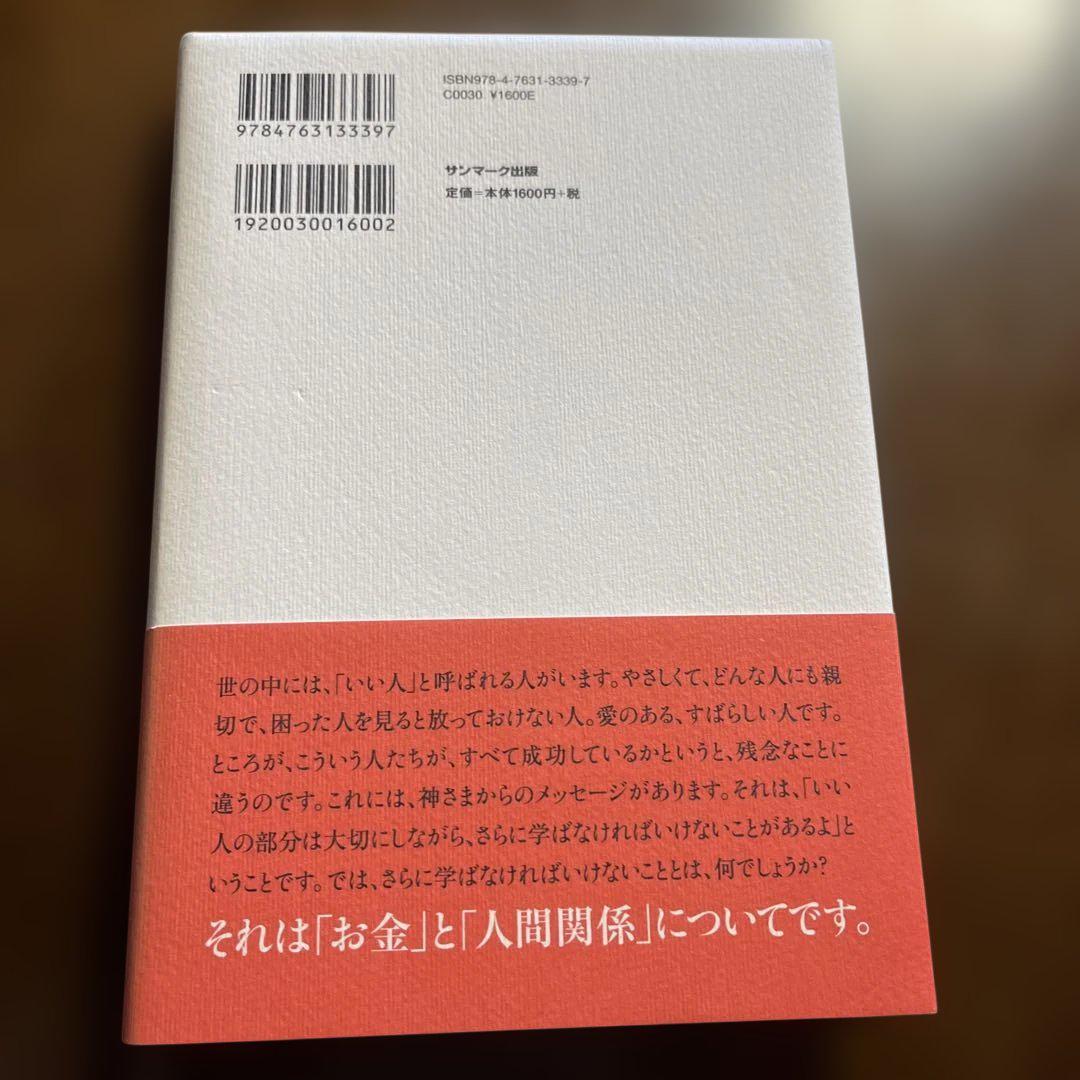 ISBN978-4-7631-3339-7
C0030 ¥1600E
9784763133397
サンマーク出版
定価=本体1600円+税
1920030016002
世の中には、「いい人」と呼ばれる人がいます。やさしくて、どんな人にも親
切で、困った人を見ると放っておけない人。愛のある、すばらしい人です。
ところが、こういう人たちが、すべて成功しているかというと、残念なことに
違うのです。これには、神さまからのメッセージがあります。それは、「いい
人の部分は大切にしながら、さらに学ばなければいけないことがあるよ」と
いうことです。では、さらに学ばなければいけないこととは、何でしょうか?
それは「お金」と「人間関係」についてです。